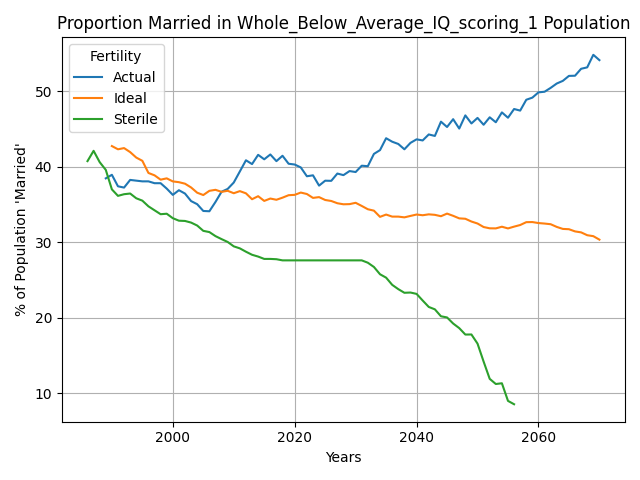 Proportion Married in Whole_Below_Average_IQ_scoring_1 Population
% of Population 'Married'
Fertility
Actual
Ideal
Sterile
50
40
30
20
10
2000 2020 2040 2060
Years